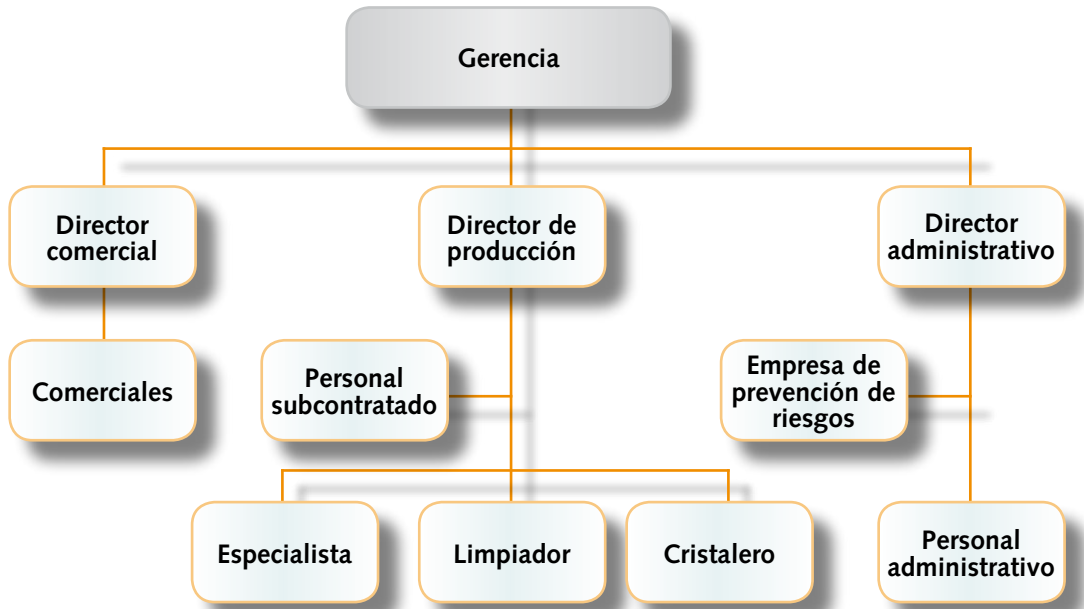 Gerencia
Director
comercial
Director de
producción
Director
administrativo
Comerciales
Personal
subcontratado
Empresa de
prevención de
riesgos
Especialista
Limpiador
Cristalero
Personal
administrativo